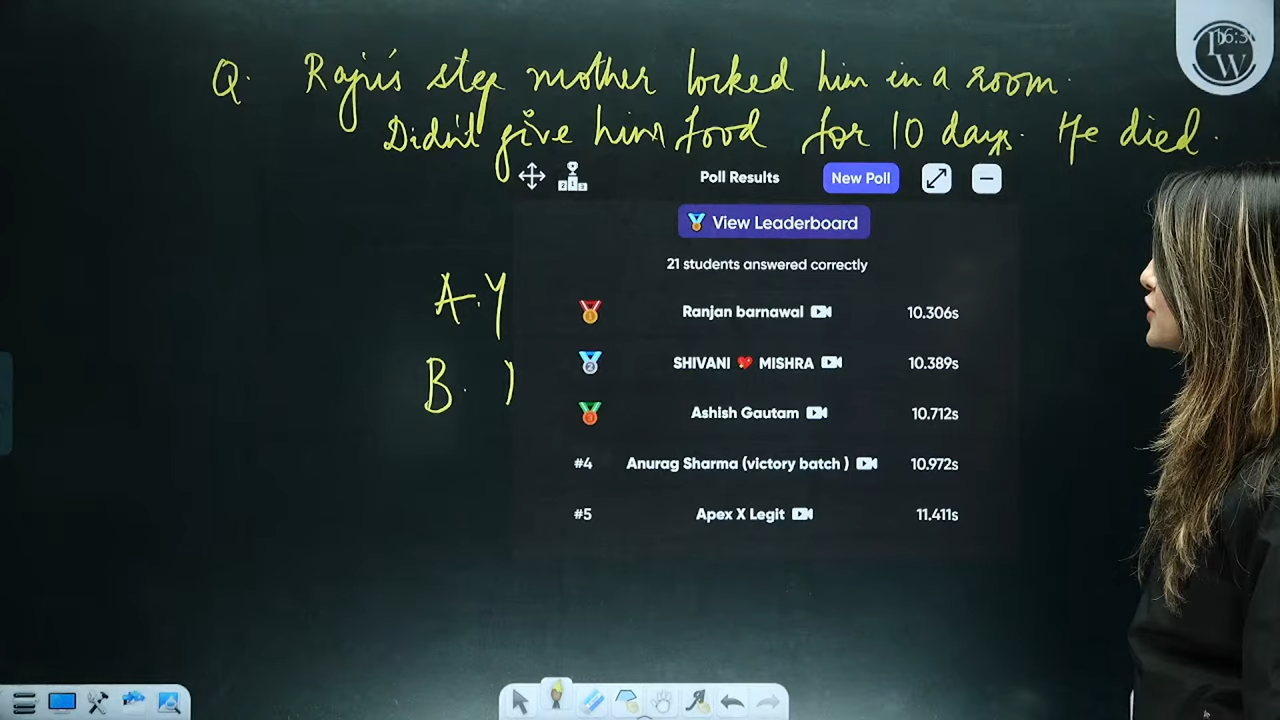 Q. Raju's step mother locked him in a room.
Didn't give him food for 10 days. He died.
Poll Results
New Poll
View Leaderboard
21 students answered correctly
A. Y
B.
Ranjan barnawal 10.306s
SHIVANI ❤️ MISHRA 10.389s
Ashish Gautam 10.712s
#4 Anurag Sharma (victory batch ) 10.972s
#5 Apex X Legit 11.411s